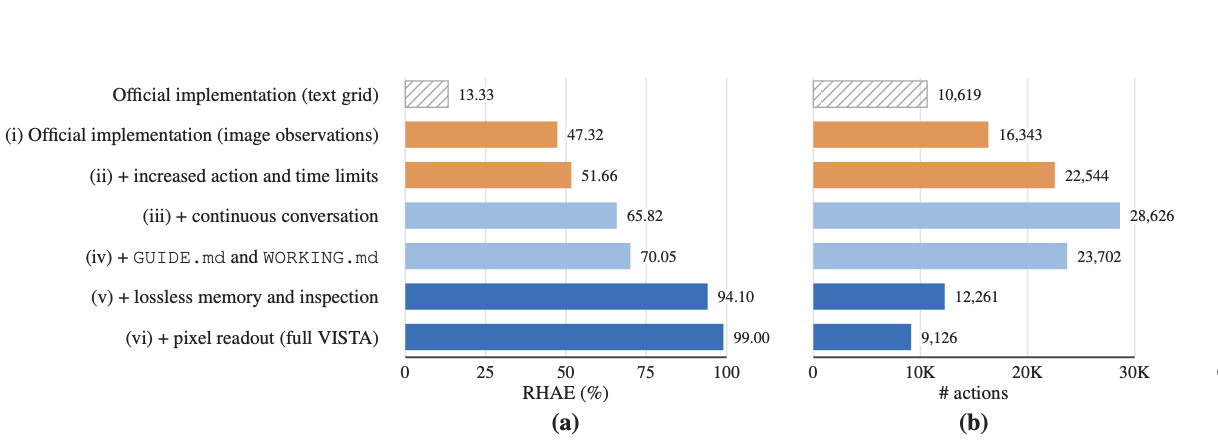 Official implementation (text grid) 13.33 10,619
(i) Official implementation (image observations) 47.32 16,343
(ii) + increased action and time limits 51.66 22,544
(iii) + continuous conversation 65.82 28,626
(iv) + GUIDE.md and WORKING.md 70.05 23,702
(v) + lossless memory and inspection 94.10 12,261
(vi) + pixel readout (full VISTA) 99.00 9,126
0 25 50 75 100 0 10K 20K 30K
RHAE (%) # actions
(a) (b)